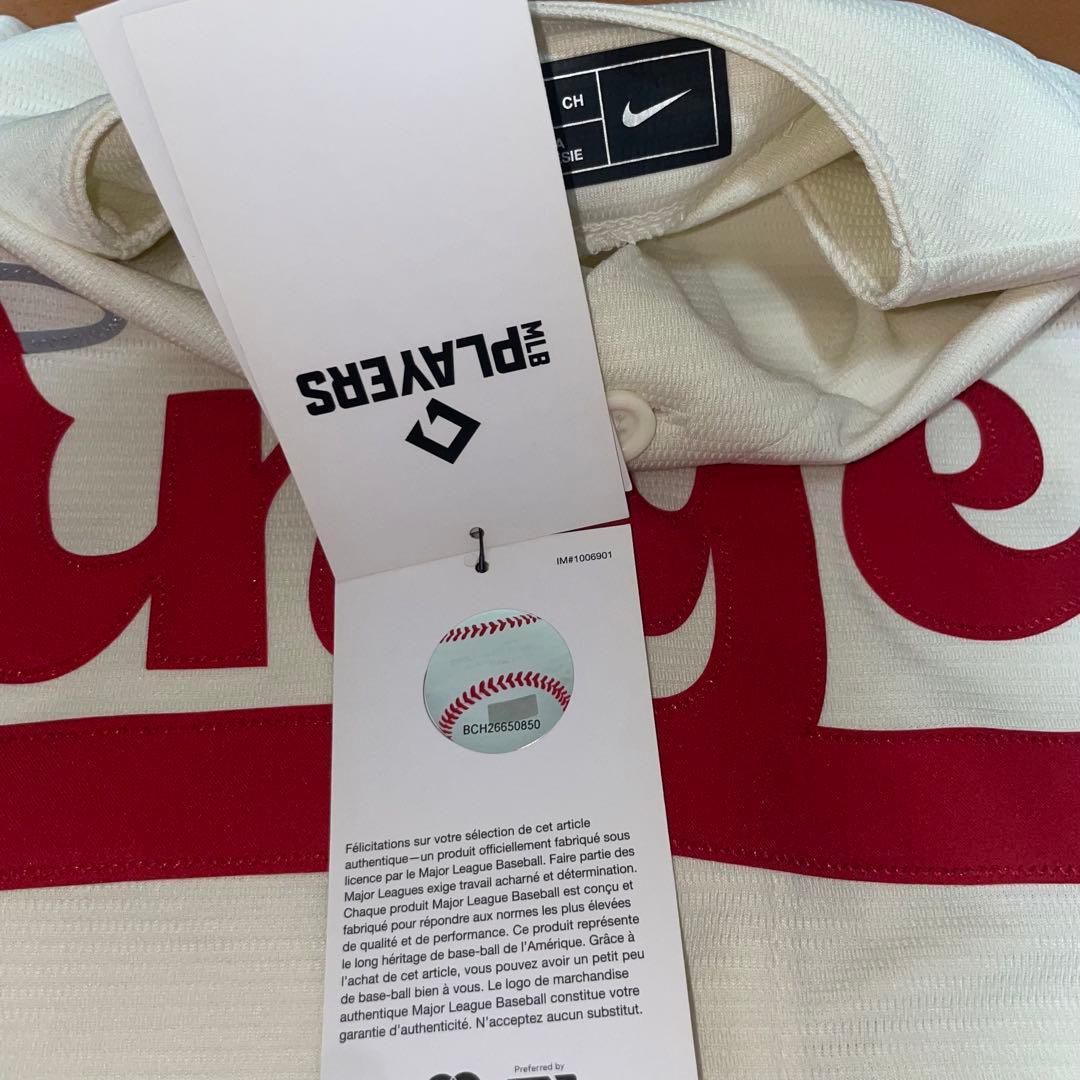 CH
A
SIE
MLB
PLAYERS
IM#1006901
BCH26650850
Félicitations sur votre sélection de cet article
authentique—un produit officiellement fabriqué sous
licence par le Major League Baseball. Faire partie des
Major Leagues exige travail acharné et détermination.
Chaque produit Major League Baseball est conçu et
fabriqué pour répondre aux normes les plus élevées
de qualité et de performance. Ce produit représente
le long héritage de base-ball de l'Amérique. Grâce à
l'achat de cet article, vous pouvez avoir un petit peu
de base-ball bien à vous. Le logo de marchandise
authentique Major League Baseball constitue votre
garantie d'authenticité. N'acceptez aucun substitut.
Preferred by